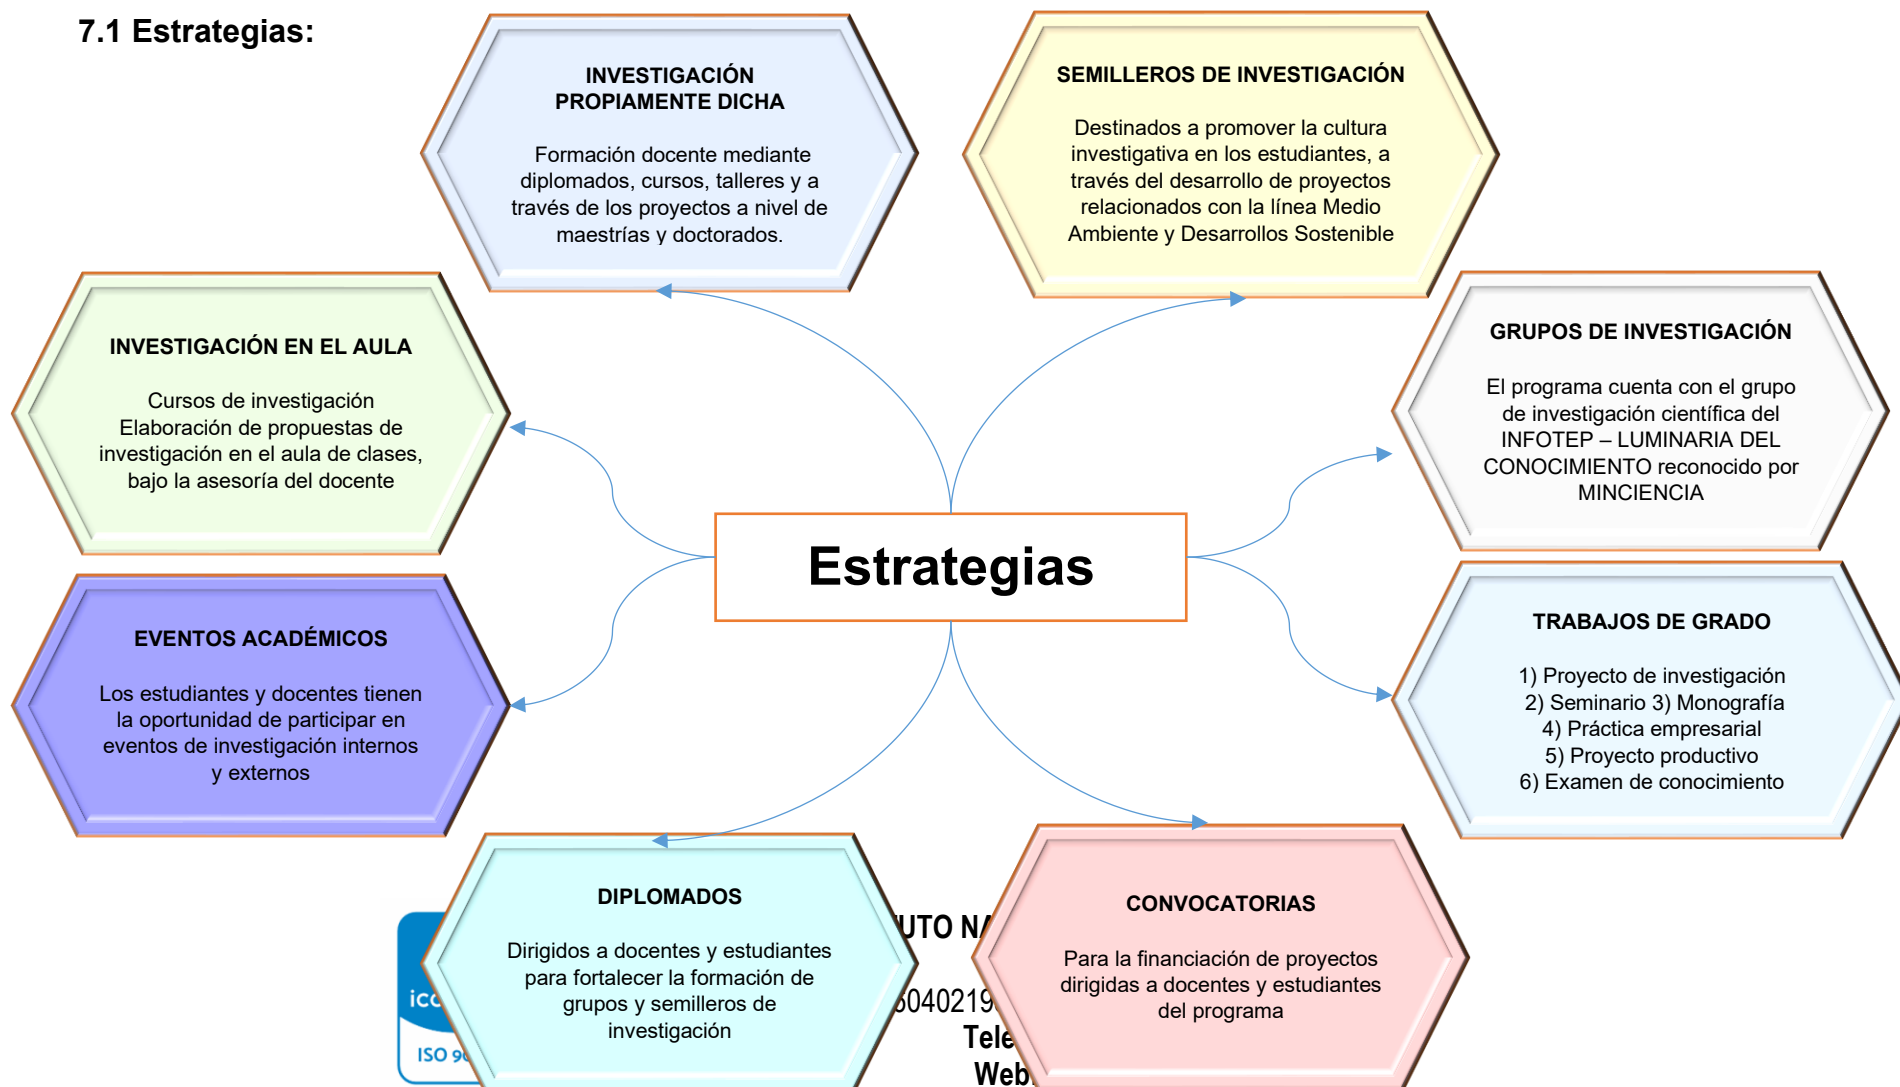 7.1 Estrategias:
INVESTIGACIÓN
PROPIAMENTE DICHA
Formación docente mediante
diplomados, cursos, talleres y a
través de los proyectos a nivel de
maestrías y doctorados.
SEMILLEROS DE INVESTIGACIÓN
Destinados a promover la cultura
investigativa en los estudiantes, a
través del desarrollo de proyectos
relacionados con la línea Medio
Ambiente y Desarrollos Sostenible
INVESTIGACIÓN EN EL AULA
Cursos de investigación
Elaboración de propuestas de
investigación en el aula de clases,
bajo la asesoría del docente
GRUPOS DE INVESTIGACIÓN
El programa cuenta con el grupo
de investigación científica del
INFOTEP – LUMINARIA DEL
CONOCIMIENTO reconocido por
MINCIENCIA
Estrategias
EVENTOS ACADÉMICOS
Los estudiantes y docentes tienen
la oportunidad de participar en
eventos de investigación internos
y externos
TRABAJOS DE GRADO
1) Proyecto de investigación
2) Seminario 3) Monografía
4) Práctica empresarial
5) Proyecto productivo
6) Examen de conocimiento
DIPLOMADOS
Dirigidos a docentes y estudiantes
para fortalecer la formación de
grupos y semilleros de
investigación
CONVOCATORIAS
Para la financiación de proyectos
dirigidas a docentes y estudiantes
del programa
ISO